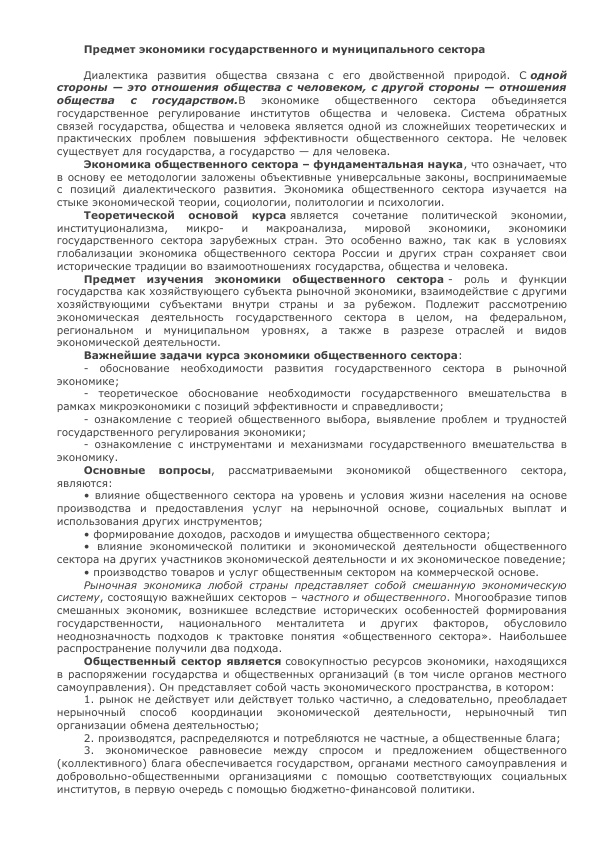 Предмет экономики государственного и муниципального сектора
Диалектика развития общества связана с его двойственной природой. С одной
стороны — это отношения общества с человеком, с другой стороны — отношения
общества с государством.В экономике общественного сектора объединяется
государственное регулирование институтов общества и человека. Система обратных
связей государства, общества и человека является одной из сложнейших теоретических и
практических проблем повышения эффективности общественного сектора. Не человек
существует для государства, а государство — для человека.
Экономика общественного сектора – фундаментальная наука, что означает, что
в основу ее методологии заложены объективные универсальные законы, воспринимаемые
с позиций диалектического развития. Экономика общественного сектора изучается на
стыке экономической теории, социологии, политологии и психологии.
Теоретической основой курса является сочетание политической экономии,
институционализма, микро- и макроанализа, мировой экономики, экономики
государственного сектора зарубежных стран. Это особенно важно, так как в условиях
глобализации экономика общественного сектора России и других стран сохраняет свои
исторические традиции во взаимоотношениях государства, общества и человека.
Предмет изучения экономики общественного сектора - роль и функции
государства как хозяйствующего субъекта рыночной экономики, взаимодействие с другими
хозяйствующими субъектами внутри страны и за рубежом. Подлежит рассмотрению
экономическая деятельность государственного сектора в целом, на федеральном,
региональном и муниципальном уровнях, а также в разрезе отраслей и видов
экономической деятельности.
Важнейшие задачи курса экономики общественного сектора:
- обоснование необходимости развития государственного сектора в рыночной
экономике;
- теоретическое обоснование необходимости государственного вмешательства в
рамках микроэкономики с позиций эффективности и справедливости;
- ознакомление с теорией общественного выбора, выявление проблем и трудностей
государственного регулирования экономики;
- ознакомление с инструментами и механизмами государственного вмешательства в
экономику.
Основные вопросы, рассматриваемыми экономикой общественного сектора,
являются:
• влияние общественного сектора на уровень и условия жизни населения на основе
производства и предоставления услуг на нерыночной основе, социальных выплат и
использования других инструментов;
• формирование доходов, расходов и имущества общественного сектора;
• влияние экономической политики и экономической деятельности общественного
сектора на других участников экономической деятельности и их экономическое поведение;
• производство товаров и услуг общественным сектором на коммерческой основе.
Рыночная экономика любой страны представляет собой смешанную экономическую
систему, состоящую важнейших секторов – частного и общественного. Многообразие типов
смешанных экономик, возникшее вследствие исторических особенностей формирования
государственности, национального менталитета и других факторов, обусловило
неоднозначность подходов к трактовке понятия «общественного сектора». Наибольшее
распространение получили два подхода.
Общественный сектор является совокупностью ресурсов экономики, находящихся
в распоряжении государства и общественных организаций (в том числе органов местного
самоуправления). Он представляет собой часть экономического пространства, в котором:
1. рынок не действует или действует только частично, а следовательно, преобладает
нерыночный способ координации экономической деятельности, нерыночный тип
организации обмена деятельностью;
2. производятся, распределяются и потребляются не частные, а общественные блага;
3. экономическое равновесие между спросом и предложением общественного
(коллективного) блага обеспечивается государством, органами местного самоуправления и
добровольно-общественными организациями с помощью соответствующих социальных
институтов, в первую очередь с помощью бюджетно-финансовой политики.